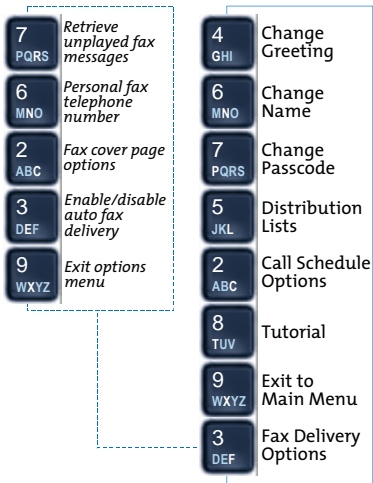 7
PQRS
Retrieve
unplayed fax
messages
6
MNO
Personal fax
telephone
number
2
ABC
Fax cover page
options
3
DEF
Enable/disable
auto fax
delivery
9
WXYZ
Exit options
menu
4
GHI
Change
Greeting
6
MNO
Change
Name
7
PQRS
Change
Passcode
5
JKL
Distribution
Lists
2
ABC
Call Schedule
Options
8
TUV
Tutorial
9
WXYZ
Exit to
Main Menu
3
DEF
Fax Delivery
Options